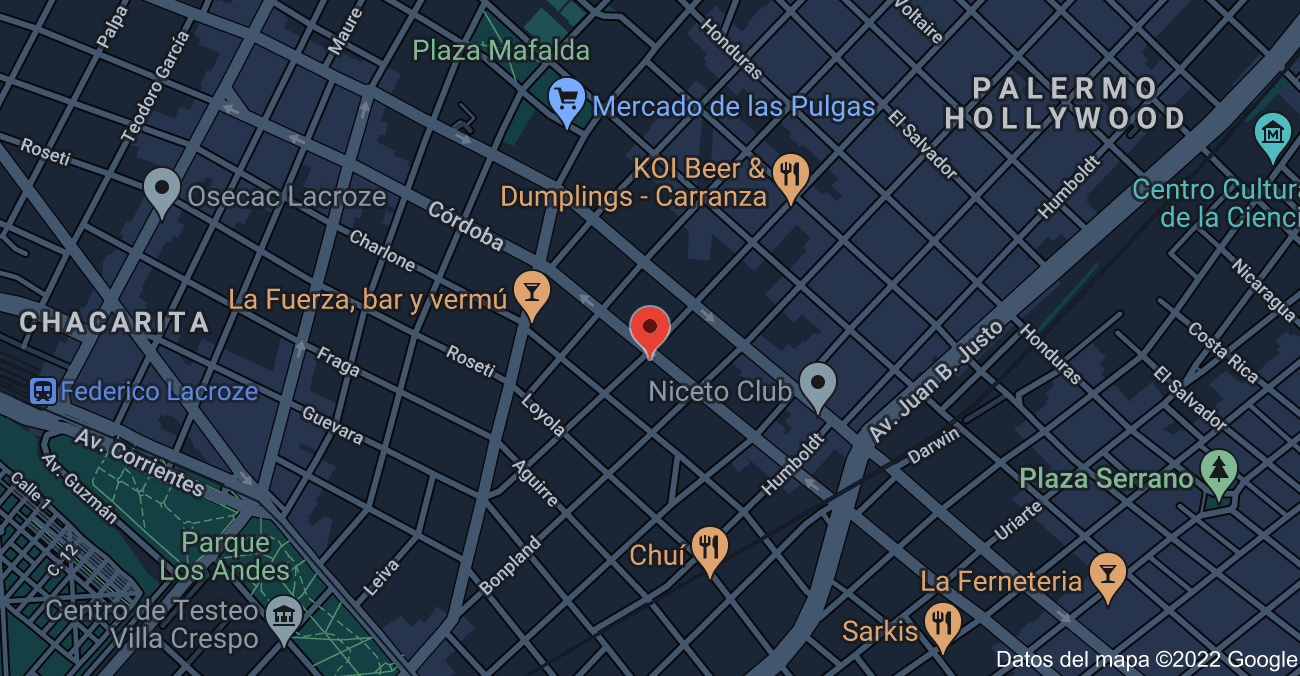 Palpa
Teodoro García
Maure
Plaza Mafalda
Honduras
Voltaire
PALERMO
HOLLYWOOD
Mercado de las Pulgas
El Salvador
Roseti
Osecac Lacroze
KOI Beer &
Dumplings - Carranza
Humboldt
Centro Cultura
de la Cienci
Córdoba
Charlone
La Fuerza, bar y vermú
Nicaragua
CHACARITA
Fraga
Roseti
Honduras
Costa Rica
Federico Lacroze
Niceto Club
Av. Juan B. Justo
El Salvador
Guevara
Loyola
Av. Corrientes
Av. Guzmán
Calle 1
Aguirre
Humboldt
Darwin
Plaza Serrano
Uriarte
C. 12
Parque
Los Andes
Leiva
Bonpland
Chuí
La Ferneteria
Centro de Testeo
Villa Crespo
Sarkis
Datos del mapa ©2022 Google